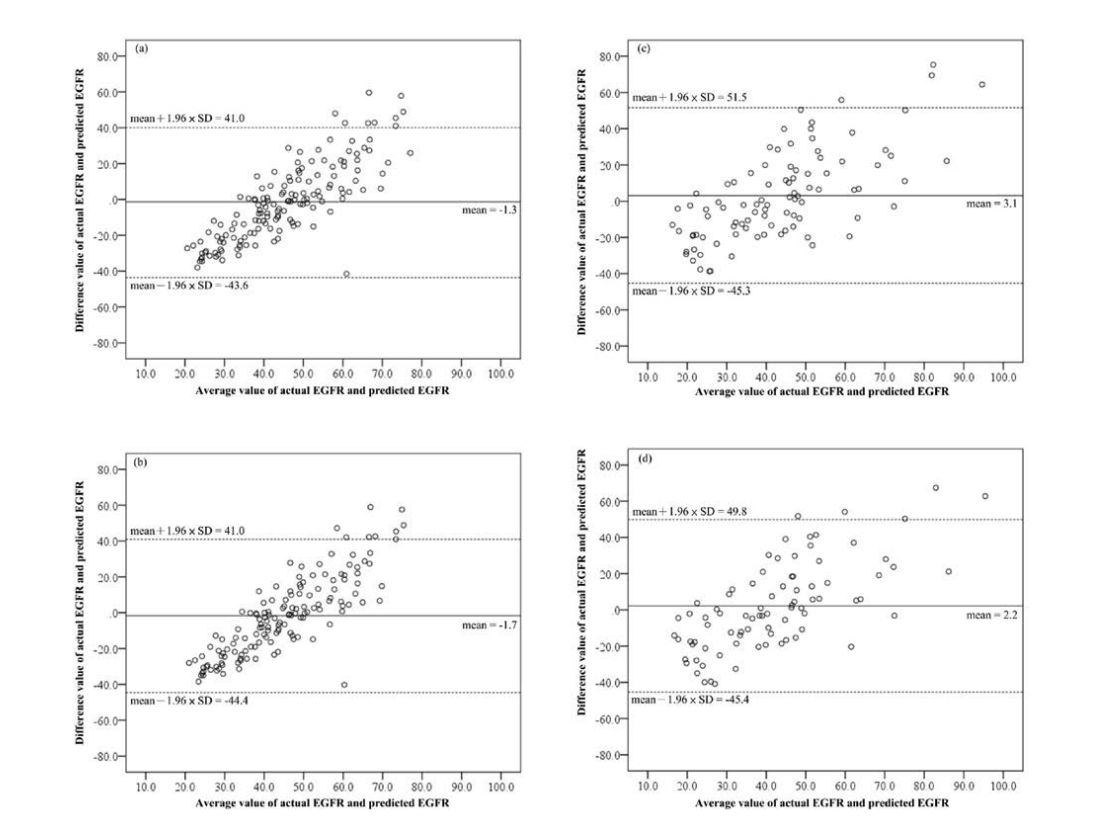 (a)
Difference value of actual EGFR and predicted EGFR
80.0
60.0
40.0
20.0
.0
-20.0
-40.0
-60.0
-80.0
mean+1.96 x SD = 41.0
mean = -1.3
mean−1.96 x SD = -43.6
10.0 20.0 30.0 40.0 50.0 60.0 70.0 80.0 90.0 100.0
Average value of actual EGFR and predicted EGFR
(c)
Difference value of actual EGFR and predicted EGFR
80.0
60.0
40.0
20.0
.0
-20.0
-40.0
-60.0
-80.0
mean+1.96 x SD = 51.5
mean = 3.1
mean−1.96 x SD = -45.3
10.0 20.0 30.0 40.0 50.0 60.0 70.0 80.0 90.0 100.0
Average value of actual EGFR and predicted EGFR
(b)
Difference value of actual EGFR and predicted EGFR
80.0
60.0
40.0
20.0
.0
-20.0
-40.0
-60.0
-80.0
mean+1.96 x SD = 41.0
mean = -1.7
mean−1.96 x SD = -44.4
10.0 20.0 30.0 40.0 50.0 60.0 70.0 80.0 90.0 100.0
Average value of actual EGFR and predicted EGFR
(d)
Difference value of actual EGFR and predicted EGFR
80.0
60.0
40.0
20.0
.0
-20.0
-40.0
-60.0
-80.0
mean+1.96 x SD = 49.8
mean = 2.2
mean−1.96 x SD = -45.4
10.0 20.0 30.0 40.0 50.0 60.0 70.0 80.0 90.0 100.0
Average value of actual EGFR and predicted EGFR